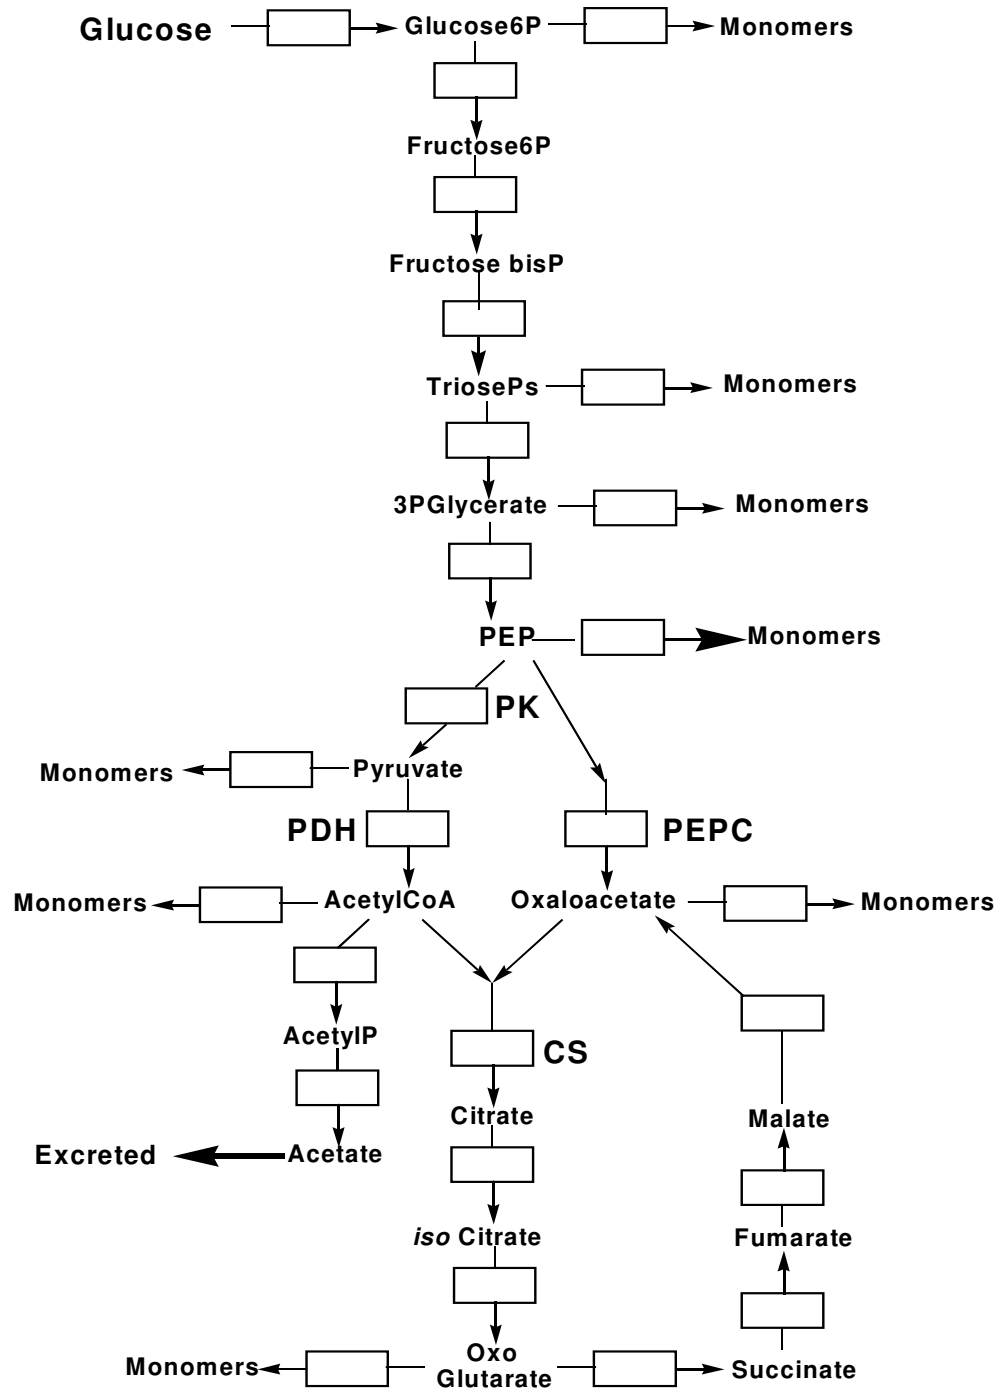 Glucose
Glucose6P
Monomers
Fructose6P
Fructose bisP
TriosePs
Monomers
3PGlycerate
Monomers
PEP
Monomers
PK
Monomers
Pyruvate
PDH
PEPC
Monomers
AcetylCoA
Oxaloacetate
Monomers
AcetylP
CS
Citrate
Malate
Excreted
Acetate
iso Citrate
Fumarate
Monomers
Oxo
Glutarate
Succinate